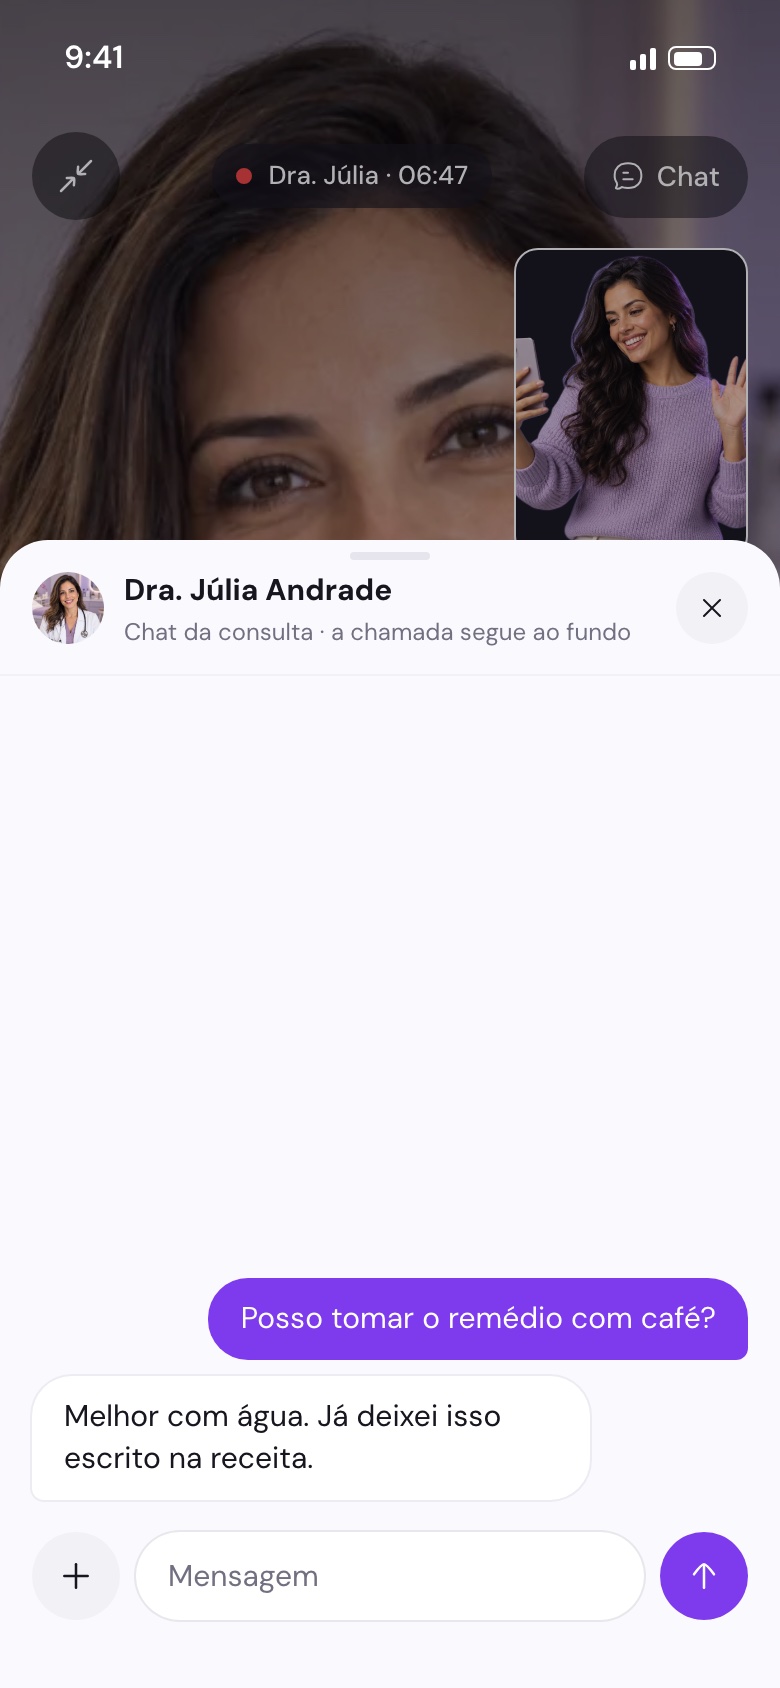 9:41
Dra. Júlia · 06:47
Chat
Dra. Júlia Andrade
Chat da consulta · a chamada segue ao fundo
Posso tomar o remédio com café?
Melhor com água. Já deixei isso
escrito na receita.
Mensagem